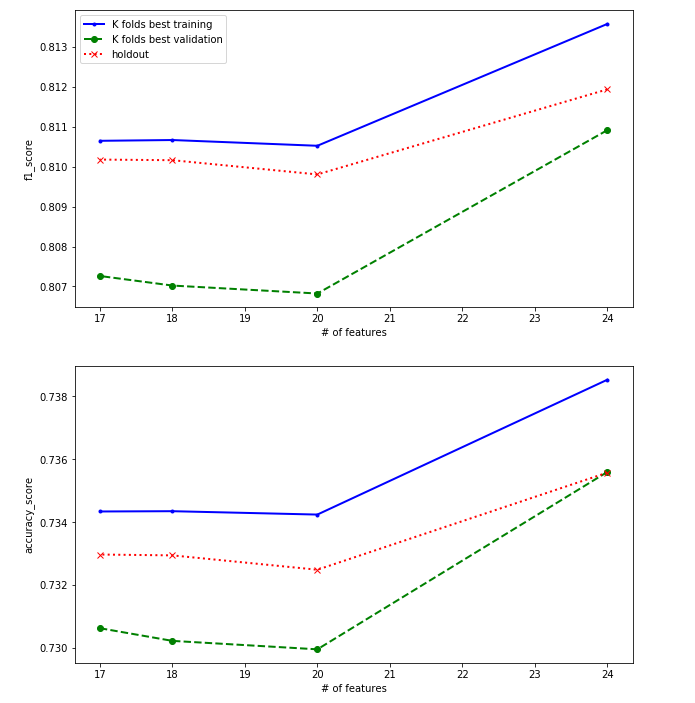 K folds best training
K folds best validation
holdout
f1_score
0.813
0.812
0.811
0.810
0.809
0.808
0.807
17 18 19 20 21 22 23 24
# of features
accuracy_score
0.738
0.736
0.734
0.732
0.730
17 18 19 20 21 22 23 24
# of features